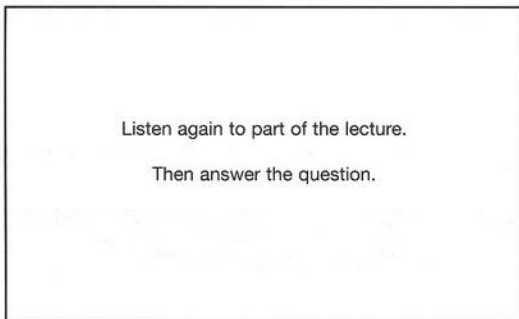 Listen again to part of the lecture.
Then answer the question.